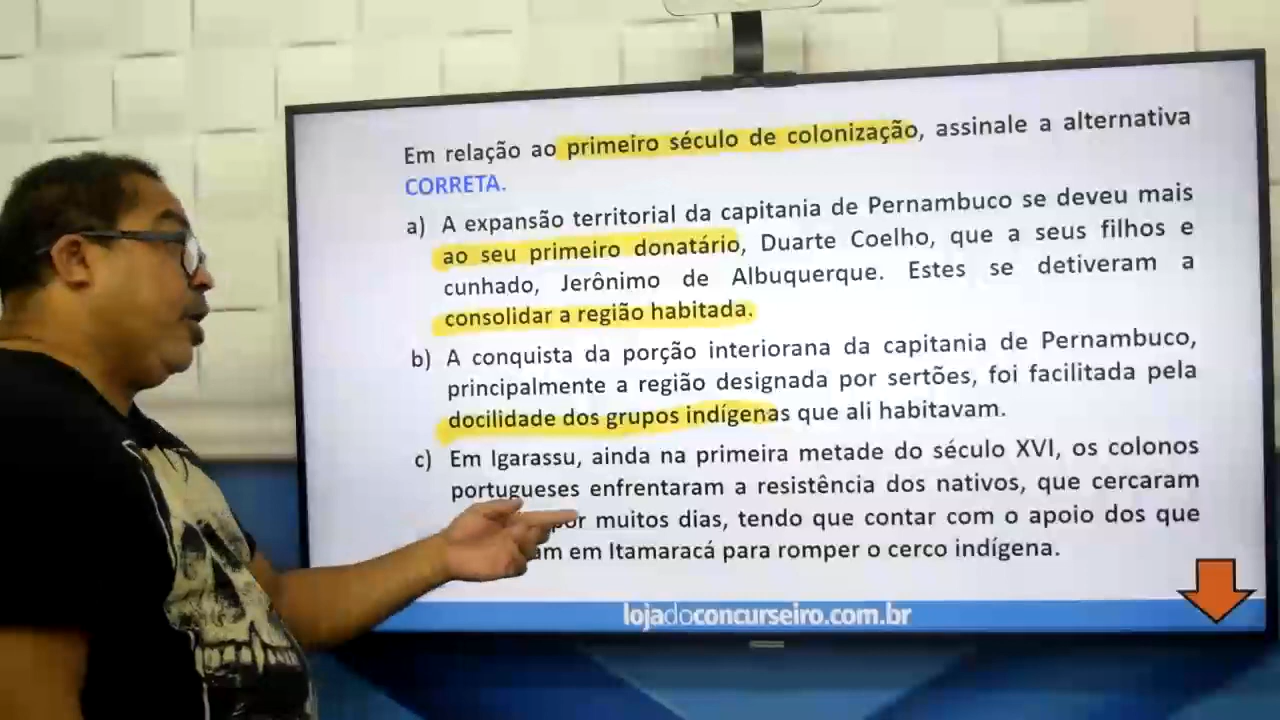 Em relação ao primeiro século de colonização, assinale a alternativa
CORRETA.
a) A expansão territorial da capitania de Pernambuco se deveu mais
ao seu primeiro donatário, Duarte Coelho, que a seus filhos e
cunhado, Jerônimo de Albuquerque. Estes se detiveram a
consolidar a região habitada.
b) A conquista da porção interiorana da capitania de Pernambuco,
principalmente a região designada por sertões, foi facilitada pela
docilidade dos grupos indígenas que ali habitavam.
c) Em Igarassu, ainda na primeira metade do século XVI, os colonos
portugueses enfrentaram a resistência dos nativos, que cercaram
por muitos dias, tendo que contar com o apoio dos que
em Itamaracá para romper o cerco indígena.
lojadoconcurseiro.com.br